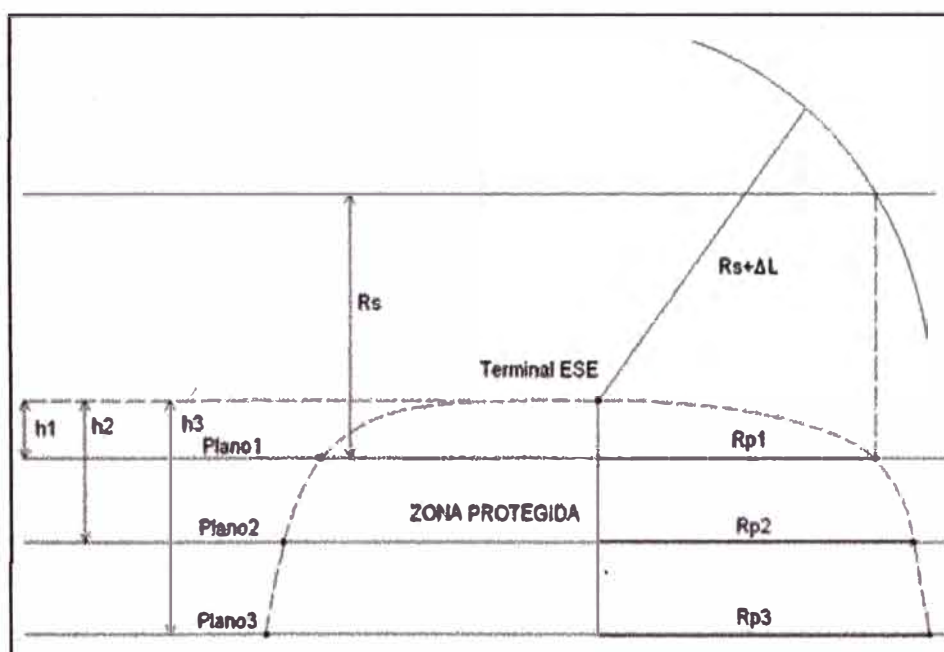 Rs+ΔL
Rs
Terminal ESE
h1
h2
h3
Plano1
Rp1
ZONA PROTEGIDA
Plano2
Rp2
Plano3
Rp3